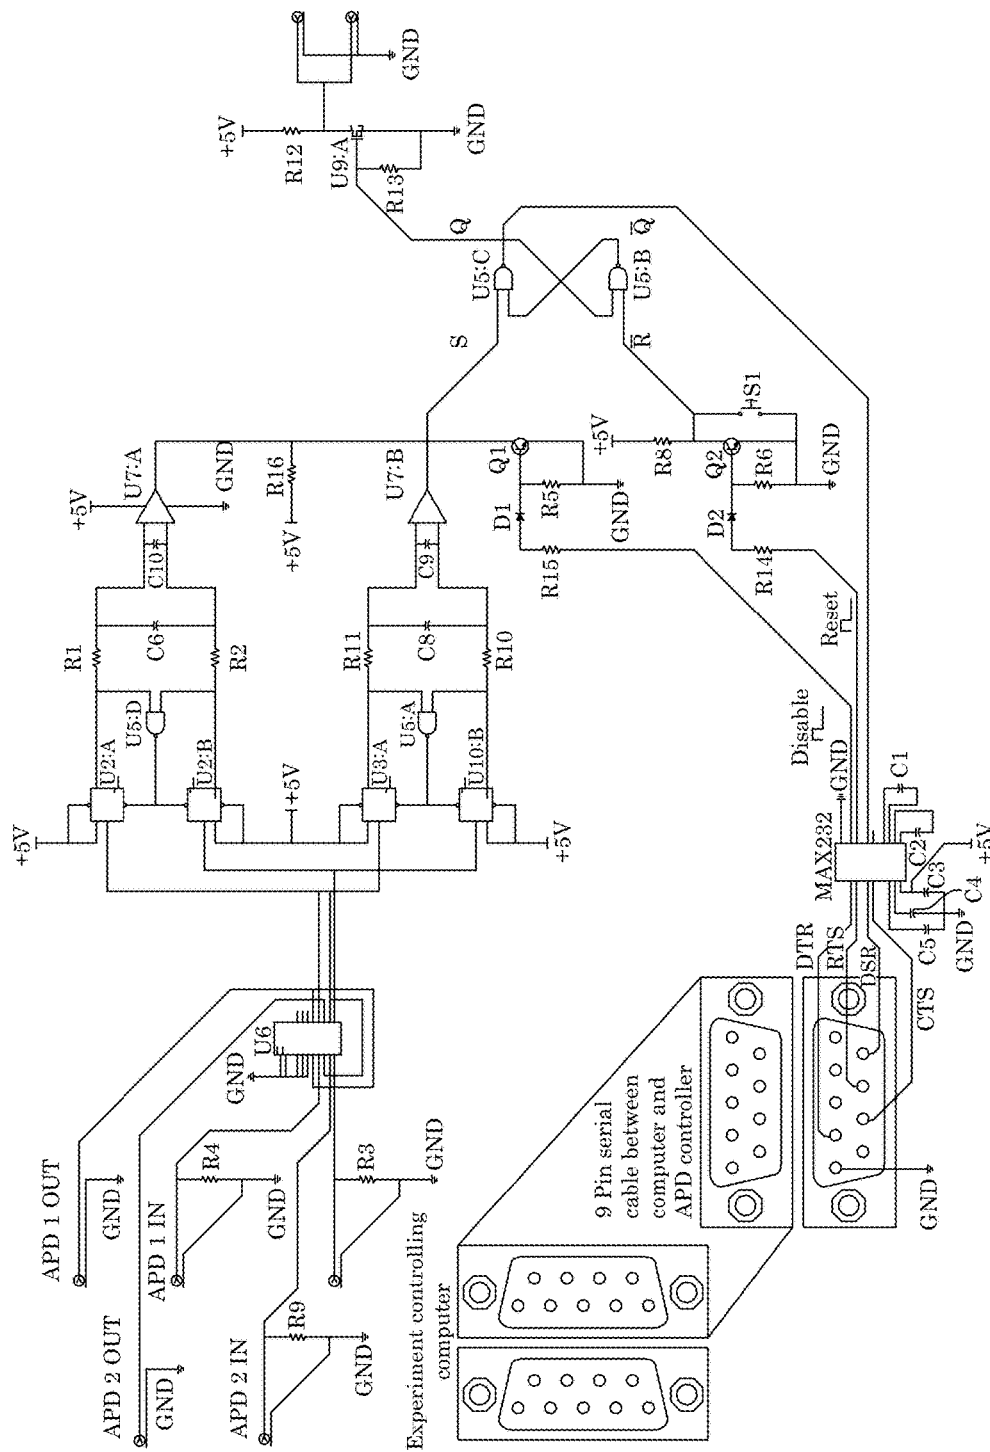 APD 1 OUT
GND
APD 2 OUT
GND
APD 1 IN
R4
GND
APD 2 IN
R9
GND
R3
GND
GND
U6
+5V
U2:A
U5:D
U2:B
+5V
U3:A
U5:A
U10:B
+5V
R1
C6
R2
C10
+5V
U7:A
GND
R16
+5V
R11
C8
R10
C9
U7:B
+5V
R12
U9:A
R13
GND
GND
Q
S
U5:C
U5:B
Q
R
Q1
D1
R5
GND
R15
+5V
R8
Q2
S1
D2
R6
GND
R14
Reset
Disable
GND
MAX232
C1
C2
C3
C4
C5
+5V
GND
DTR
RTS
DSR
CTS
GND
9 Pin serial
cable between
computer and
APD controller
Experiment controlling
computer